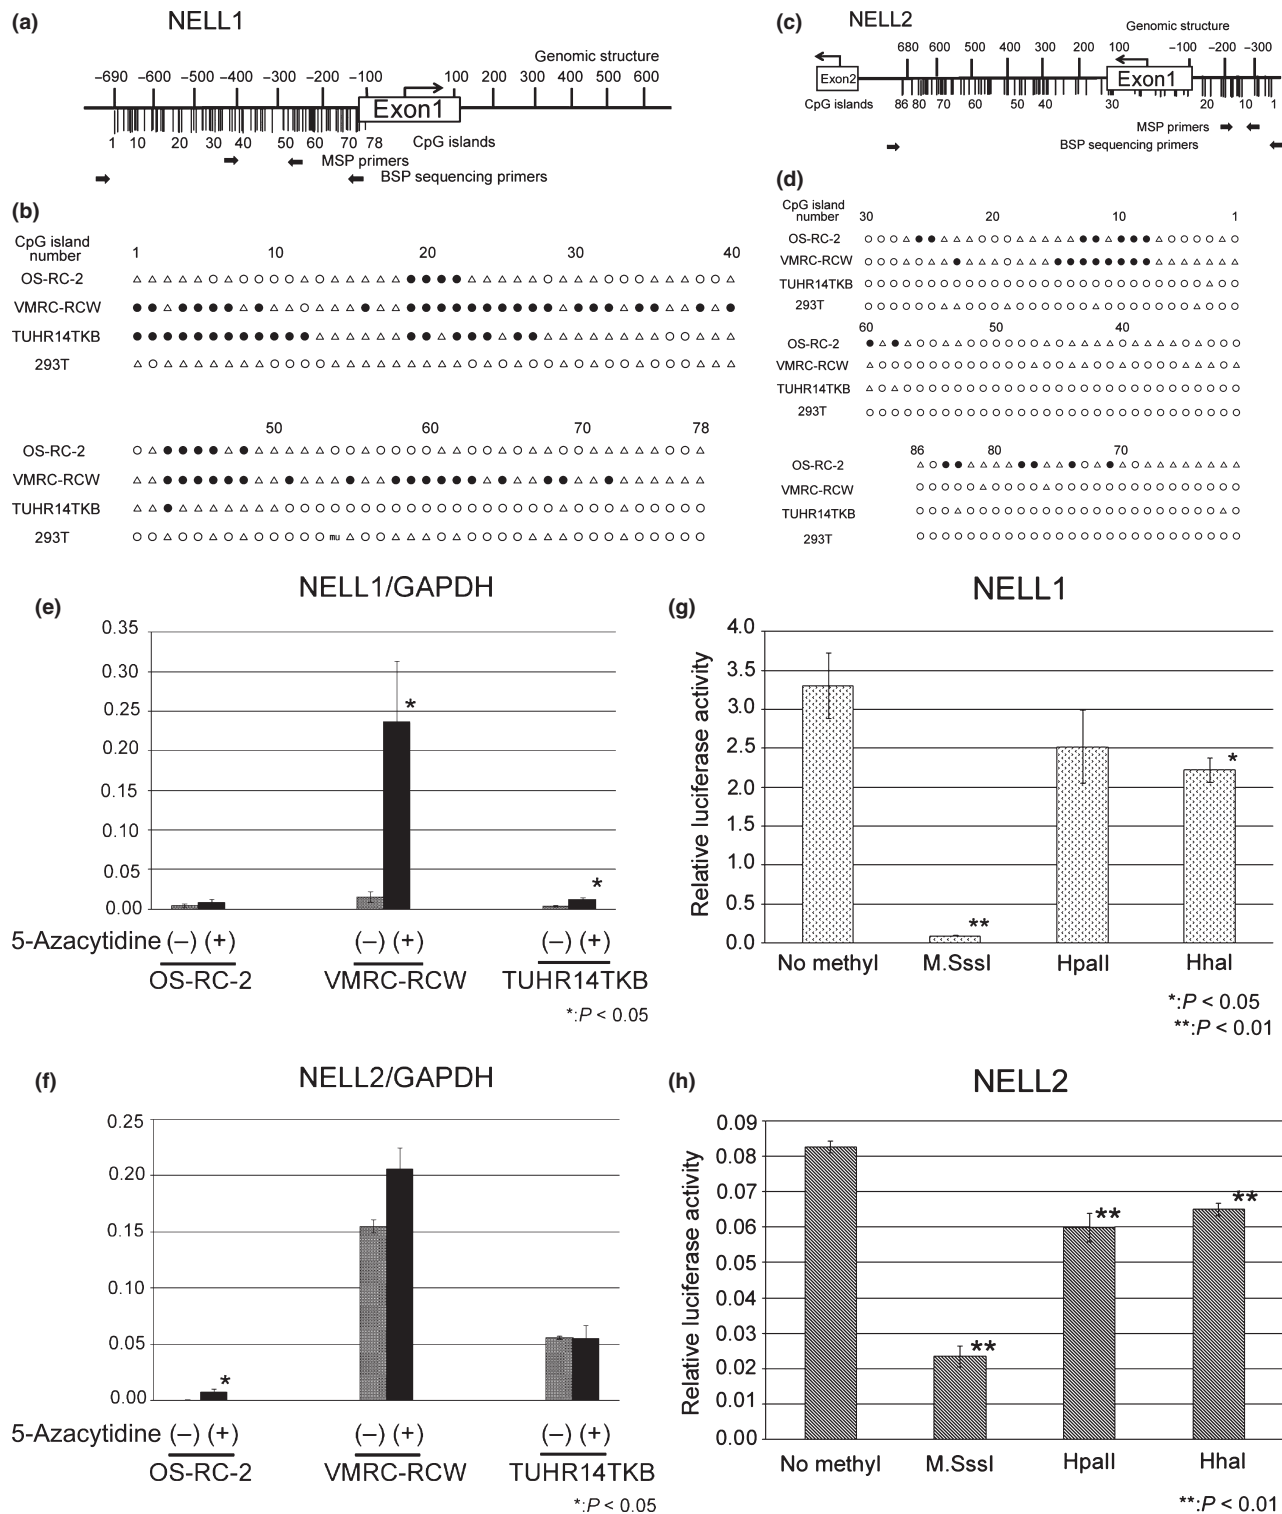 (a) NELL1
Genomic structure
−690 −600 −500 −400 −300 −200 −100 100 200 300 400 500 600
Exon1
1 10 20 30 40 50 60 70 78 CpG islands
MSP primers
BSP sequencing primers
(c) NELL2
Genomic structure
680 600 500 400 300 200 100 −100 −200 −300
Exon2 Exon1
CpG islands 86 80 70 60 50 40 30 20 10 1
MSP primers
BSP sequencing primers
(b)
CpG island
number
1 10 20 30 40
OS-RC-2
VMRC-RCW
TUHR14TKB
293T
50 60 70 78
OS-RC-2
VMRC-RCW
TUHR14TKB
293T mu
(d)
CpG island
number
30 20 10 1
OS-RC-2
VMRC-RCW
TUHR14TKB
293T
60 50 40
OS-RC-2
VMRC-RCW
TUHR14TKB
293T
86 80 70
OS-RC-2
VMRC-RCW
TUHR14TKB
293T
(e) NELL1/GAPDH
0.35
0.30
0.25
0.20
0.15
0.10
0.05
0.00
*
*
5-Azacytidine (−) (+) (−) (+) (−) (+)
OS-RC-2 VMRC-RCW TUHR14TKB
*:P < 0.05
(g) NELL1
Relative luciferase activity
4.0
3.5
3.0
2.5
2.0
1.5
1.0
0.5
0.0
**
*
No methyl M.SssI HpaII HhaI
*:P < 0.05
**:P < 0.01
(f) NELL2/GAPDH
0.25
0.20
0.15
0.10
0.05
0.00
*
5-Azacytidine (−) (+) (−) (+) (−) (+)
OS-RC-2 VMRC-RCW TUHR14TKB
*:P < 0.05
(h) NELL2
Relative luciferase activity
0.09
0.08
0.07
0.06
0.05
0.04
0.03
0.02
0.01
0.00
**
**
**
No methyl M.SssI HpaII HhaI
**:P < 0.01